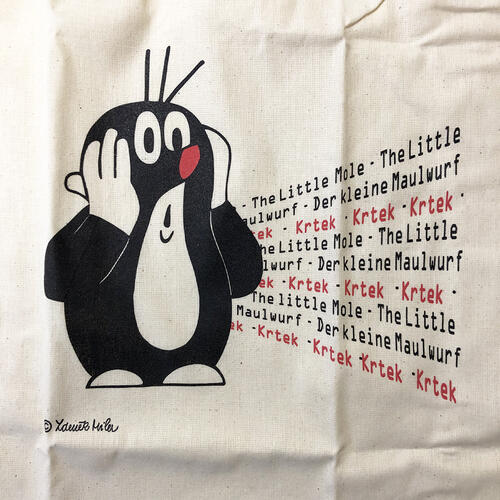 - The Little Mole - The Little
aulwurf - Der kleine Maulwurf
tek - Krtek - Krtek - Krtek -
he Little Mole - The Little
lwurf - Der kleine Maulwurf
ek - Krtek - Krtek - Krtek -
The little Mole - The Little
Maulwurf - Der kleine Maulwurf
ek - Krtek - Krtek - Krtek - Krtek
© Zdeněk Miler